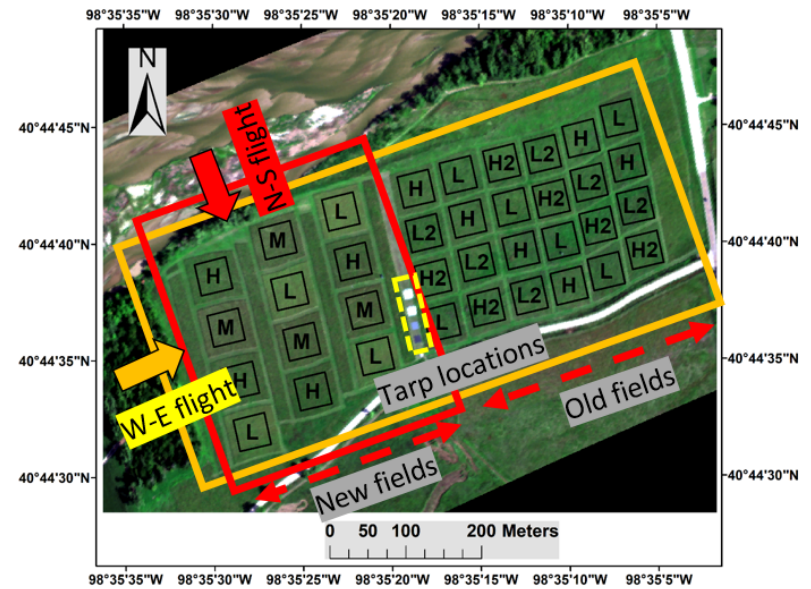 98°35'35"W 98°35'30"W 98°35'25"W 98°35'20"W 98°35'15"W 98°35'10"W 98°35'5"W
N
N-S flight
40°44'45"N 40°44'45"N
L
H
H2 L2
L
H
H
L2
H2
L
H
L2
L
M
H
L2
H2
L
H
L2
40°44'40"N 40°44'40"N
H
H
L2
H2
L
H
H2
L
M
L
H
L2
H2
L
M
M
L
40°44'35"N 40°44'35"N
H
H
L
W-E flight
Tarp locations
Old fields
New fields
40°44'30"N 40°44'30"N
0 50 100 200 Meters
98°35'35"W 98°35'30"W 98°35'25"W 98°35'20"W 98°35'15"W 98°35'10"W 98°35'5"W